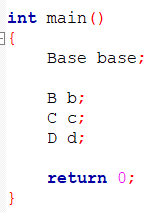 int main()
{
    Base base;

    B b;
    C c;
    D d;

    return 0;
}